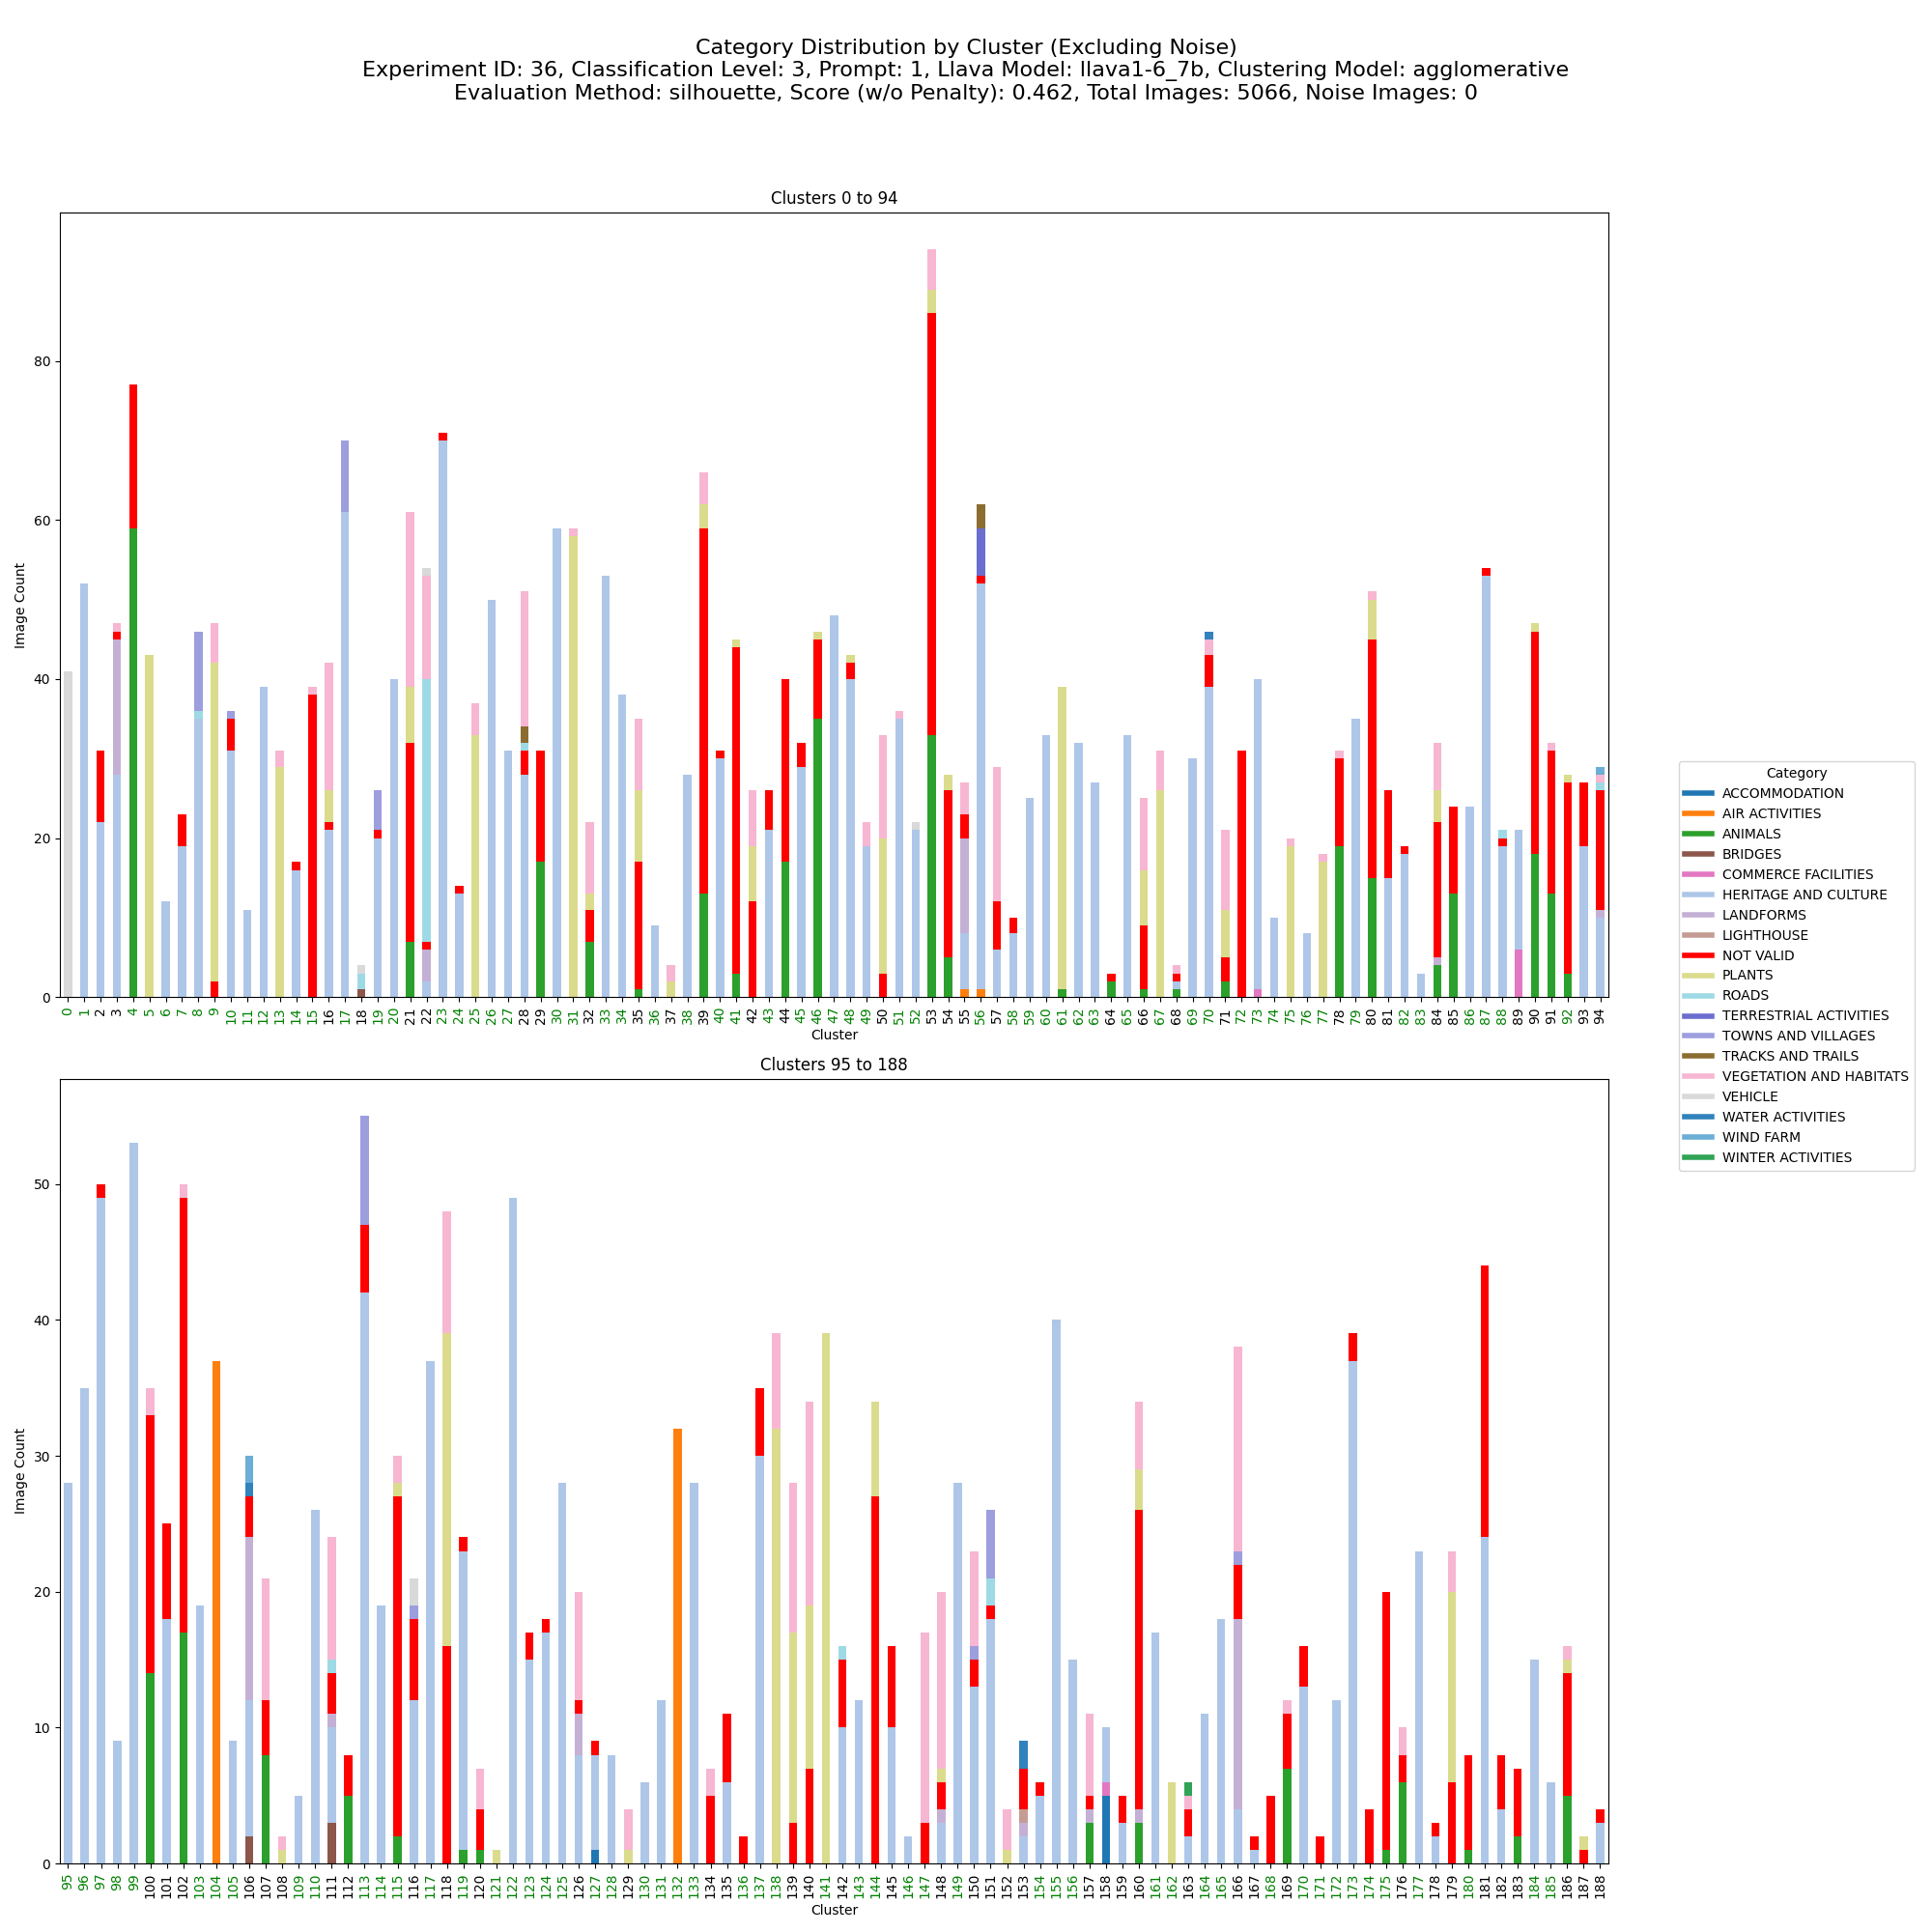 Category Distribution by Cluster (Excluding Noise)
Experiment ID: 36, Classification Level: 3, Prompt: 1, Llava Model: llava1-6_7b, Clustering Model: agglomerative
Evaluation Method: silhouette, Score (w/o Penalty): 0.462, Total Images: 5066, Noise Images: 0
Clusters 0 to 94
Image Count
80
60
40
20
0
0 1 2 3 4 5 6 7 8 9 10 11 12 13 14 15 16 17 18 19 20 21 22 23 24 25 26 27 28 29 30 31 32 33 34 35 36 37 38 39 40 41 42 43 44 45 46 47 48 49 50 51 52 53 54 55 56 57 58 59 60 61 62 63 64 65 66 67 68 69 70 71 72 73 74 75 76 77 78 79 80 81 82 83 84 85 86 87 88 89 90 91 92 93 94
Cluster
Category
ACCOMMODATION
AIR ACTIVITIES
ANIMALS
BRIDGES
COMMERCE FACILITIES
HERITAGE AND CULTURE
LANDFORMS
LIGHTHOUSE
NOT VALID
PLANTS
ROADS
TERRESTRIAL ACTIVITIES
TOWNS AND VILLAGES
TRACKS AND TRAILS
VEGETATION AND HABITATS
VEHICLE
WATER ACTIVITIES
WIND FARM
WINTER ACTIVITIES
Clusters 95 to 188
Image Count
50
40
30
20
10
0
95 96 97 98 99 100 101 102 103 104 105 106 107 108 109 110 111 112 113 114 115 116 117 118 119 120 121 122 123 124 125 126 127 128 129 130 131 132 133 134 135 136 137 138 139 140 141 142 143 144 145 146 147 148 149 150 151 152 153 154 155 156 157 158 159 160 161 162 163 164 165 166 167 168 169 170 171 172 173 174 175 176 177 178 179 180 181 182 183 184 185 186 187 188
Cluster